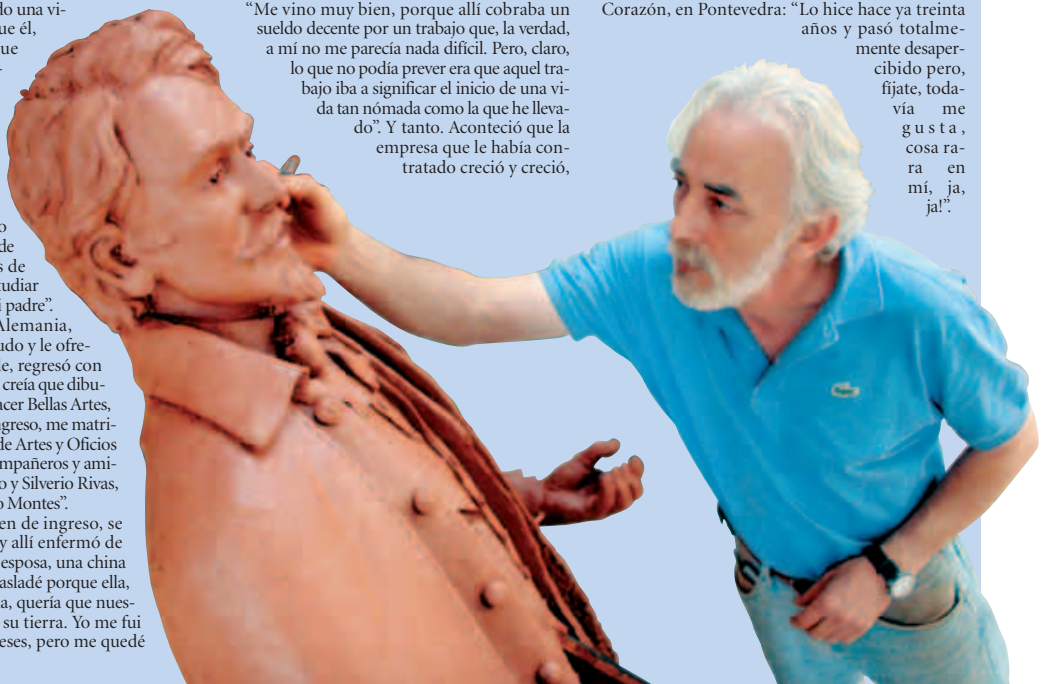 do una vi-
ue él,
ue
-
o
de
s de
tudiar
i padre”.
Alemania,
udo y le ofre-
le, regresó con
creía que dibu-
acer Bellas Artes,
ngreso, me matri-
de Artes y Oficios
mpañeros y ami-
o y Silverio Rivas,
o Montes”.
en de ingreso, se
y allí enfermó de
esposa, una china
asladé porque ella,
a, quería que nues-
su tierra. Yo me fui
eses, pero me quedé
“Me vino muy bien, porque allí cobraba un
sueldo decente por un trabajo que, la verdad,
a mí no me parecía nada difícil. Pero, claro,
lo que no podía prever era que aquel tra-
bajo iba a significar el inicio de una vi-
da tan nómada como la que he lleva-
do”. Y tanto. Aconteció que la
empresa que le había con-
tratado creció y creció,
Corazón, en Pontevedra: “Lo hice hace ya treinta
años y pasó totalme-
mente desaper-
cibido pero,
fíjate, toda-
vía me
gusta,
cosa ra-
ra en
mí, ja,
ja!”.